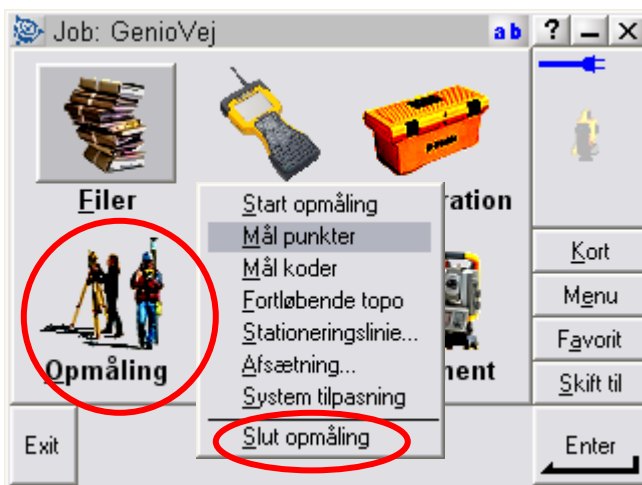 Job: GenioVej
ab
?
Filer
ration
Start opmåling
Mål punkter
Mål koder
Fortløbende topo
Stationeringslinie...
Afsætning...
System tilpasning
Slut opmåling
Opmåling
ment
Kort
Menu
Favorit
Skift til
Exit
Enter